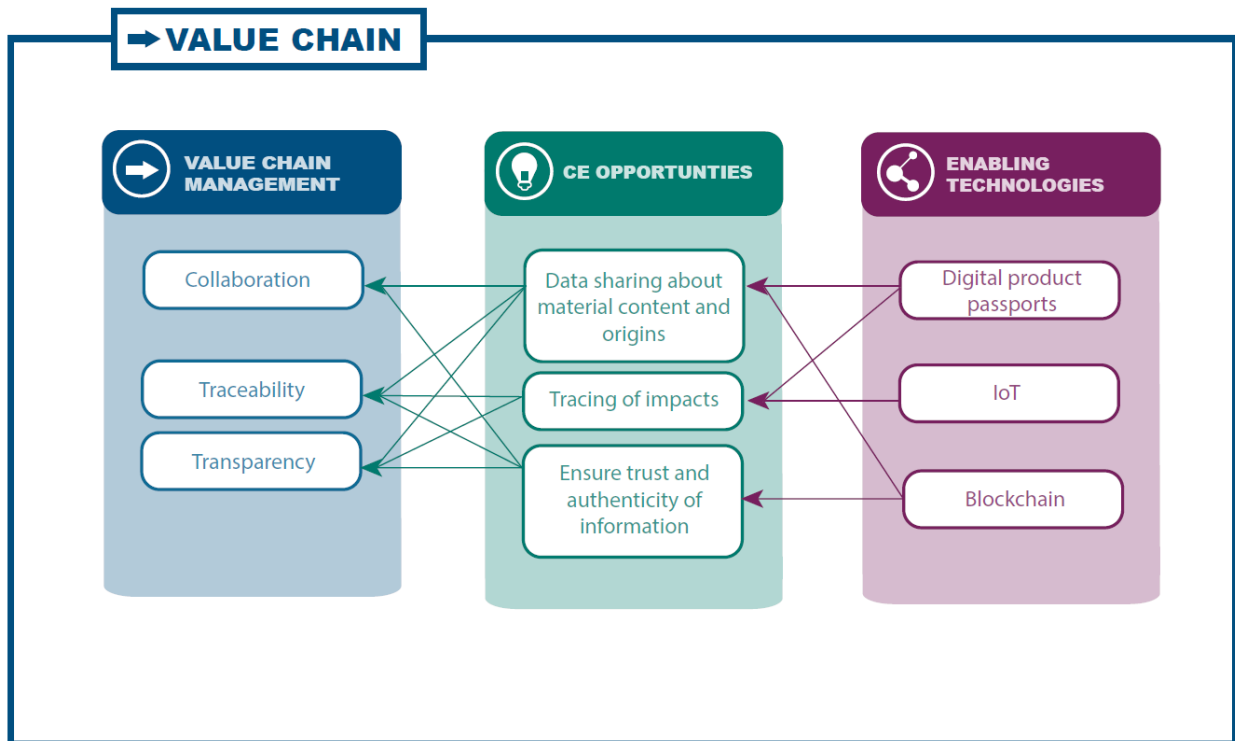 VALUE CHAIN
VALUE CHAIN
MANAGEMENT
Collaboration
Traceability
Transparency
CE OPPORTUNTIES
Data sharing about
material content and
origins
Tracing of impacts
Ensure trust and
authenticity of
information
ENABLING
TECHNOLOGIES
Digital product
passports
IoT
Blockchain